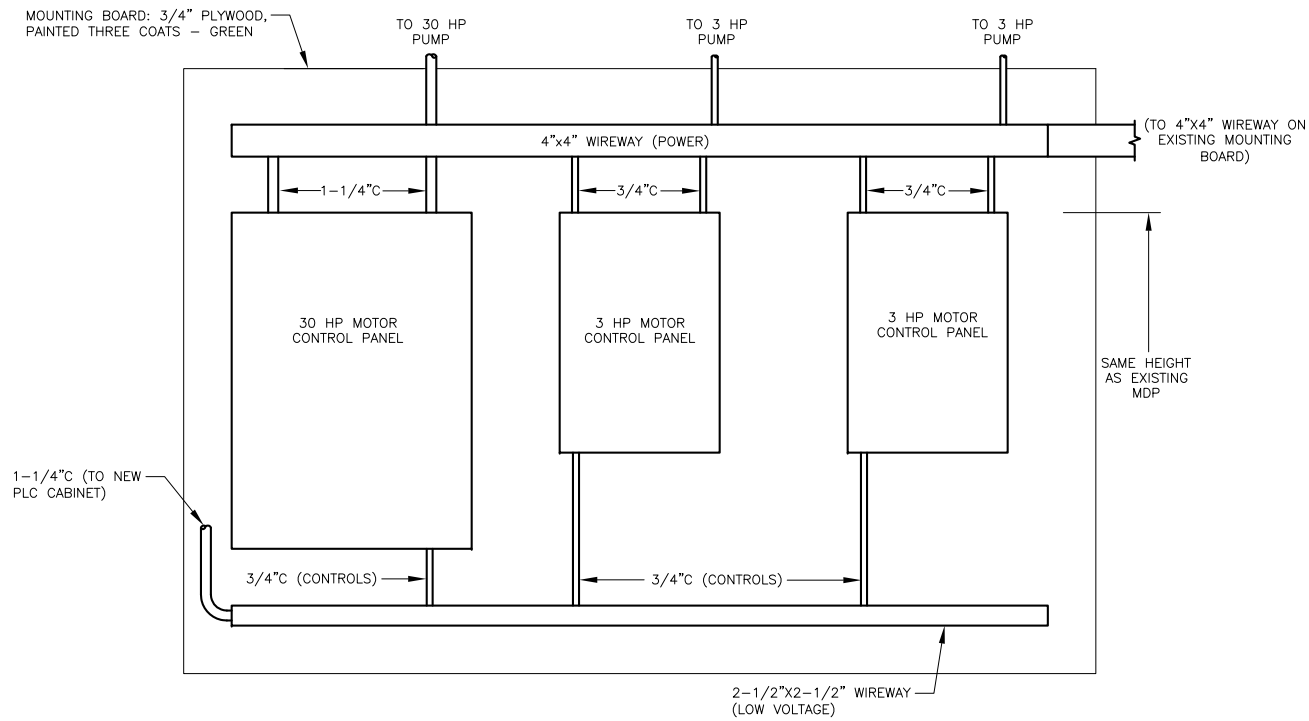 MOUNTING BOARD: 3/4" PLYWOOD,
PAINTED THREE COATS – GREEN
TO 30 HP
PUMP
TO 3 HP
PUMP
TO 3 HP
PUMP
4"x4" WIREWAY (POWER)
(TO 4"X4" WIREWAY ON
EXISTING MOUNTING
BOARD)
1-1/4"C
3/4"C
3/4"C
30 HP MOTOR
CONTROL PANEL
3 HP MOTOR
CONTROL PANEL
3 HP MOTOR
CONTROL PANEL
SAME HEIGHT
AS EXISTING
MDP
1-1/4"C (TO NEW
PLC CABINET)
3/4"C (CONTROLS)
3/4"C (CONTROLS)
2-1/2"X2-1/2" WIREWAY
(LOW VOLTAGE)